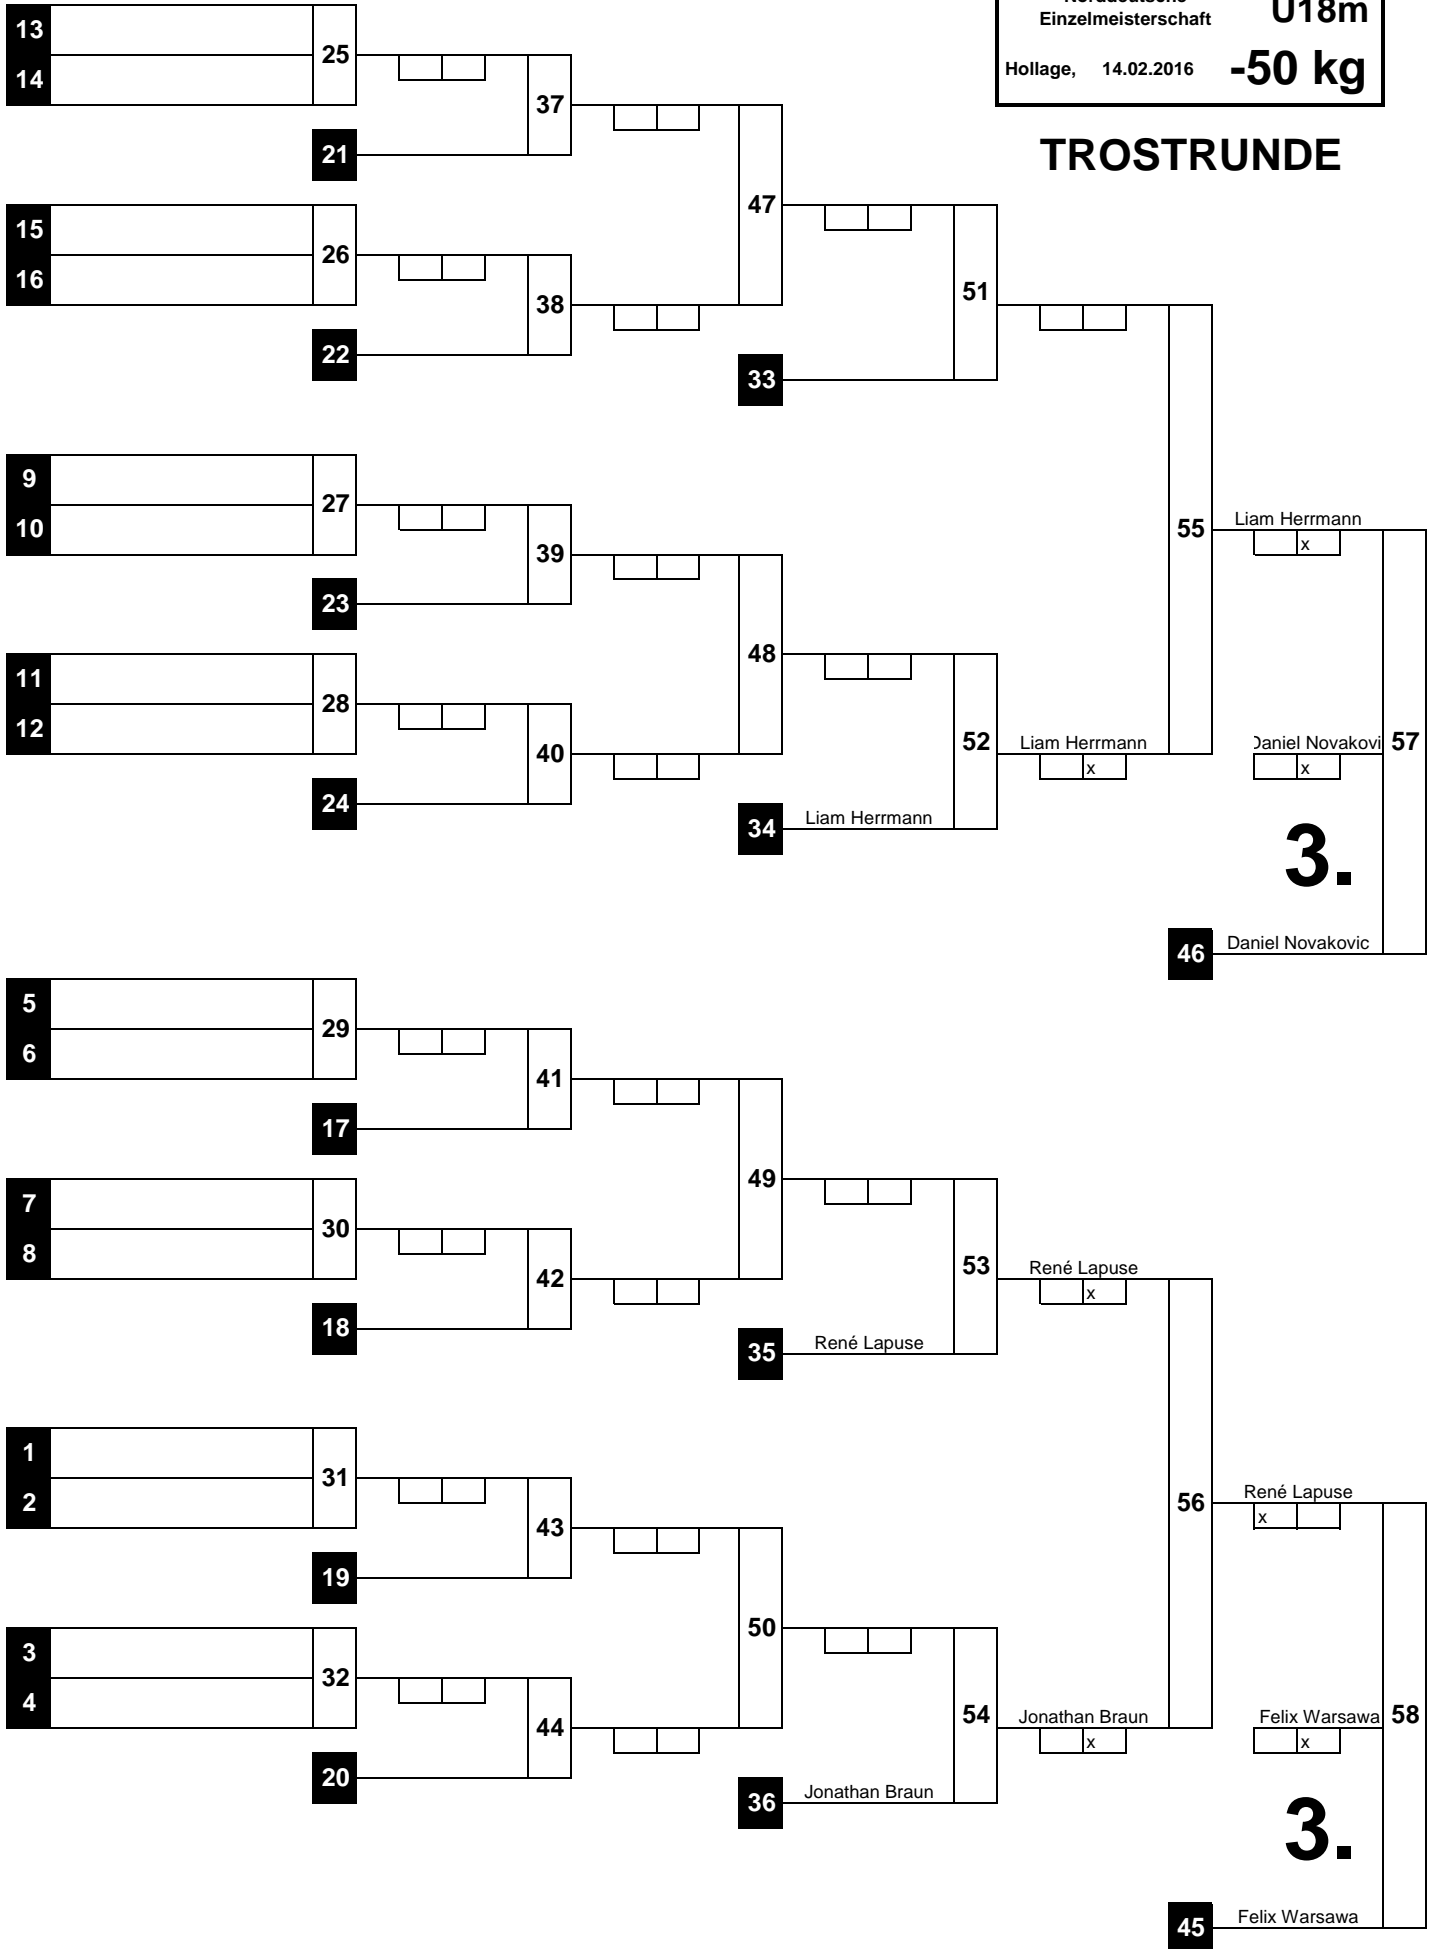 Norddeutsche
Einzelmeisterschaft
U18m
Hollage, 14.02.2016 -50 kg
TROSTRUNDE
13
14
25
37
21
15
16
26
38
22
47
51
33
9
10
27
39
23
48
11
12
28
40
24
52
Liam Herrmann
x
34 Liam Herrmann
55
Liam Herrmann
x
Daniel Novakovi
x
57
3.
46 Daniel Novakovic
5
6
29
41
17
49
7
8
30
42
18
53
René Lapuse
x
35 René Lapuse
1
2
31
43
19
50
3
4
32
44
20
54
Jonathan Braun
x
36 Jonathan Braun
56
René Lapuse
x
Felix Warsawa
x
58
3.
45 Felix Warsawa